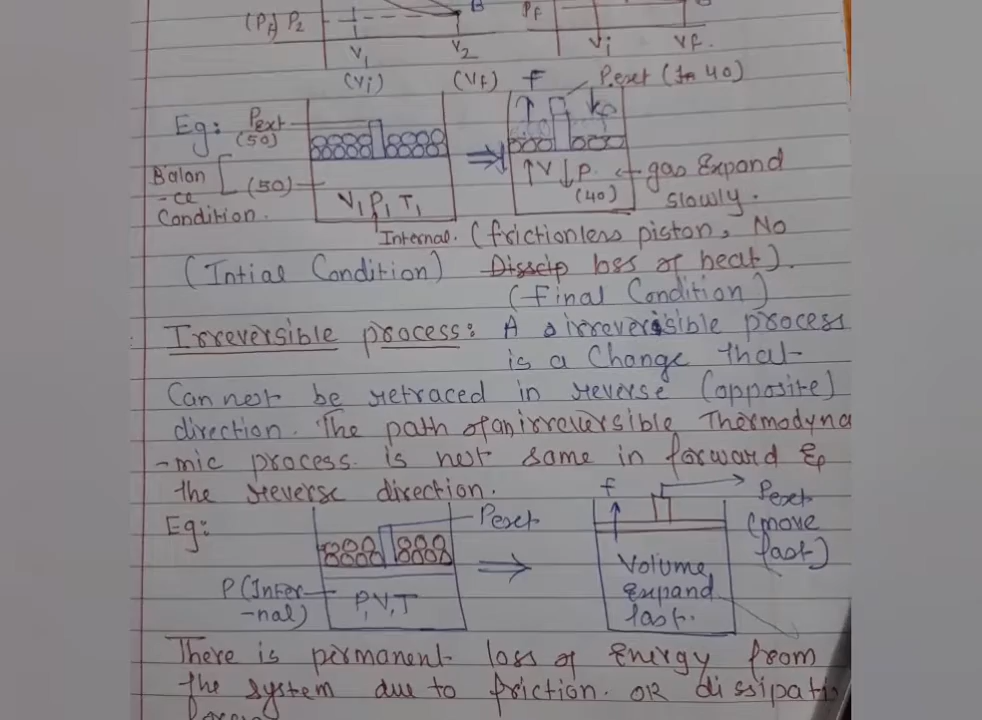 (Pf) P2 B Pf
V1 V2 Vi Vf.
(Vi) (Vf) F Pext (In 40)
Eg: Pext
(50)
Balan [ (50)
-ce
Condition.
V1 P1 T1
↑V ↓P ← gas Expand
(40) slowly.
Internal. (frictionless piston, No
(Intial Condition) loss of heat).
(Final Condition)
Irreversible process: A irreversible process
is a Change that
Can not be retraced in reverse (opposite)
direction. The path of an irreversible Thermodyna
-mic process is not same in forward &
the reverse direction.
Eg: Pext f Pext
(move
fast)
P(Inter
-nal) P,V,T Volume
Expand
fast.
There is permanent loss of Energy from
the system due to friction. OR dissipati